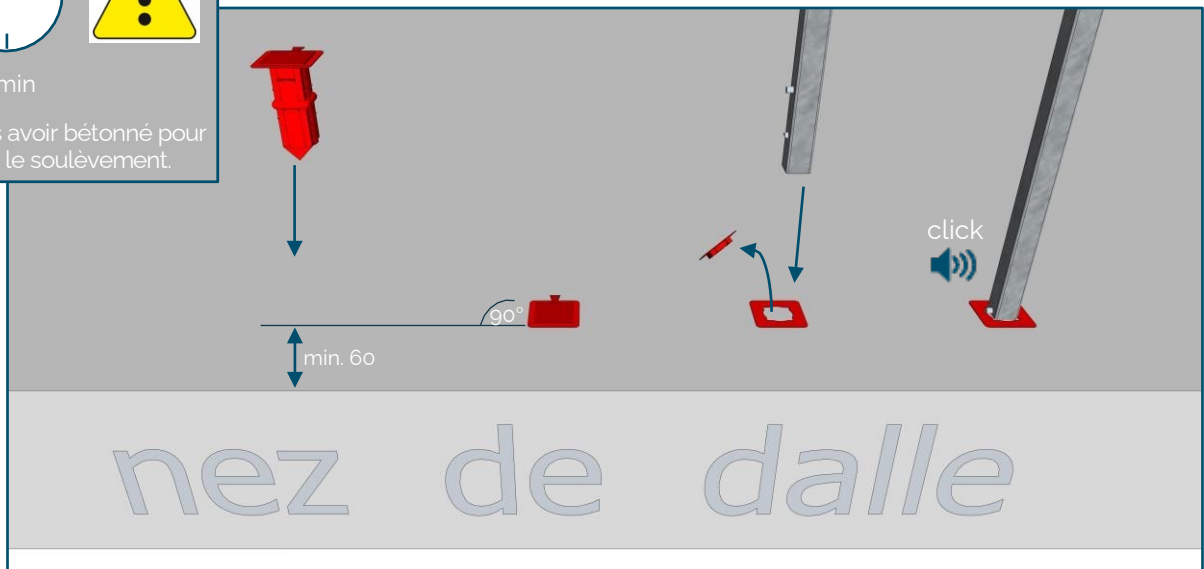 min
avoir bétonné pour
le soulèvement.
click
90°
min. 60
nez de dalle